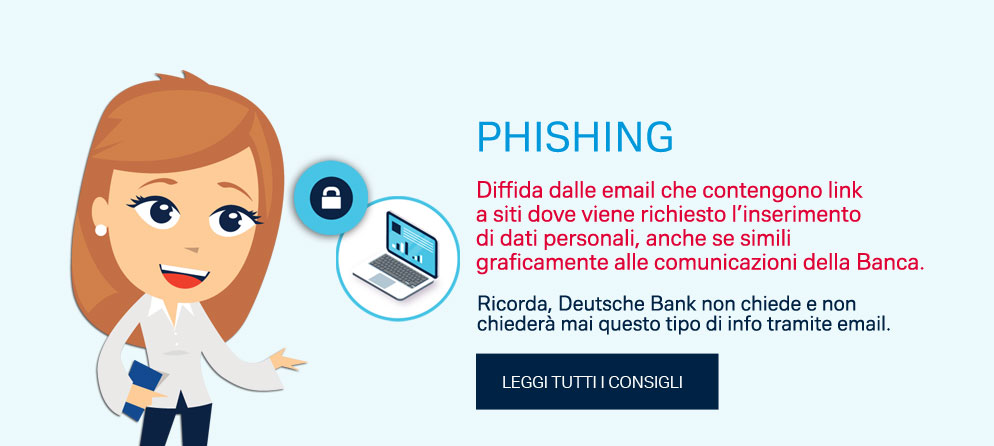 PHISHING
Diffida dalle email che contengono link
a siti dove viene richiesto l’inserimento
di dati personali, anche se simili
graficamente alle comunicazioni della Banca.
Ricorda, Deutsche Bank non chiede e non
chiederà mai questo tipo di info tramite email.
LEGGI TUTTI I CONSIGLI